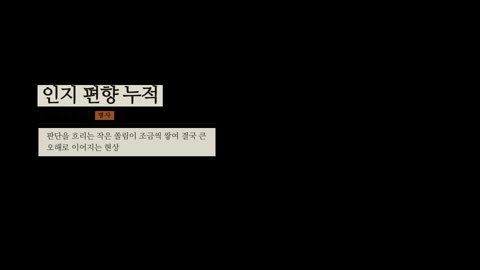 인지 편향 누적
명사
판단을 흐리는 작은 쏠림이 조금씩 쌓여 결국 큰
오해로 이어지는 현상